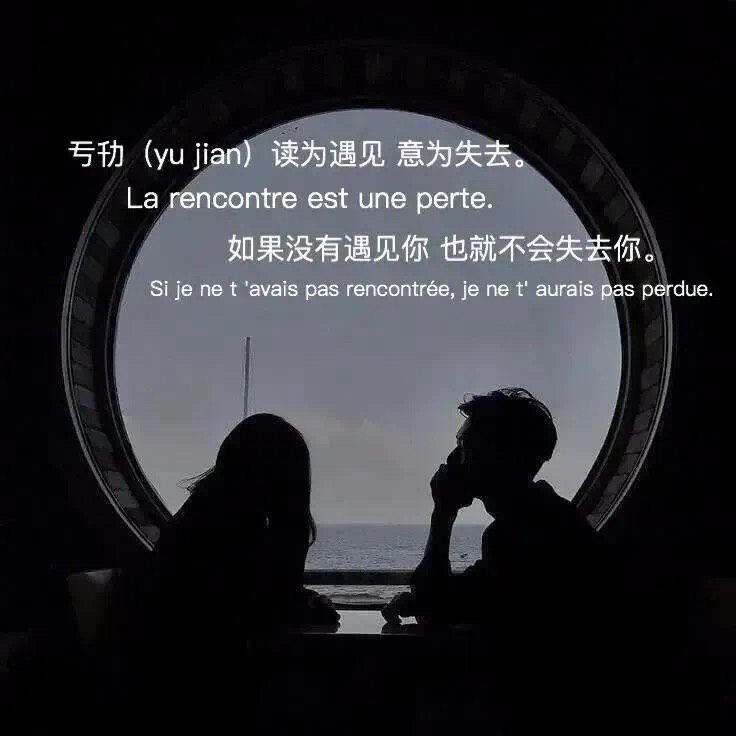 亐劧（yu jian）读为遇见 意为失去。
La rencontre est une perte.
如果没有遇见你 也就不会失去你。
Si je ne t 'avais pas rencontrée, je ne t' aurais pas perdue.